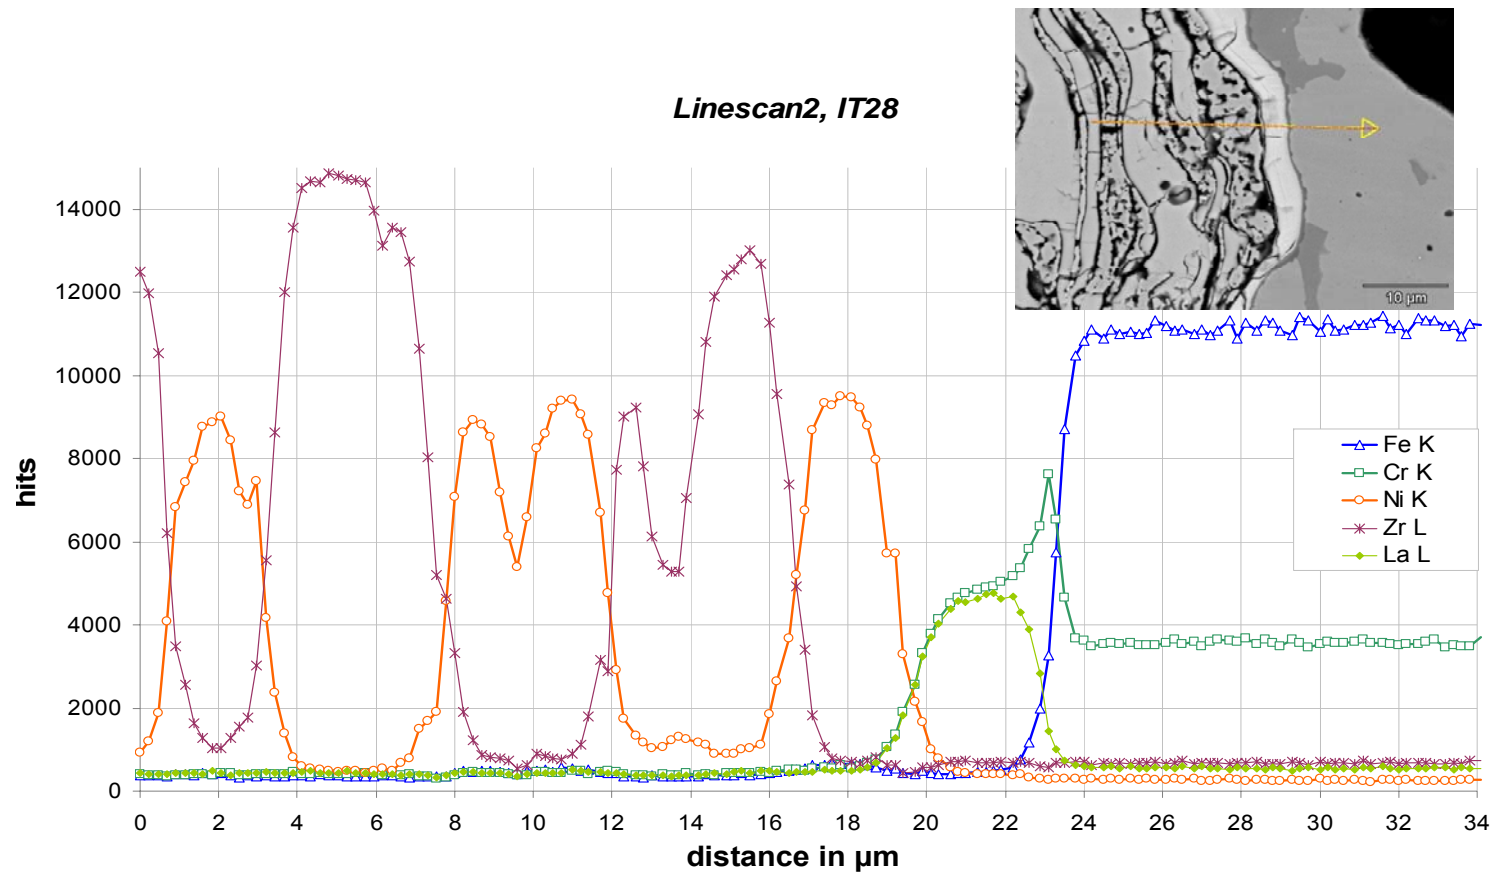 Linescan2, IT28
10 µm
14000
12000
10000
8000
6000
4000
2000
0
hits
Fe K
Cr K
Ni K
Zr L
La L
0 2 4 6 8 10 12 14 16 18 20 22 24 26 28 30 32 34
distance in µm